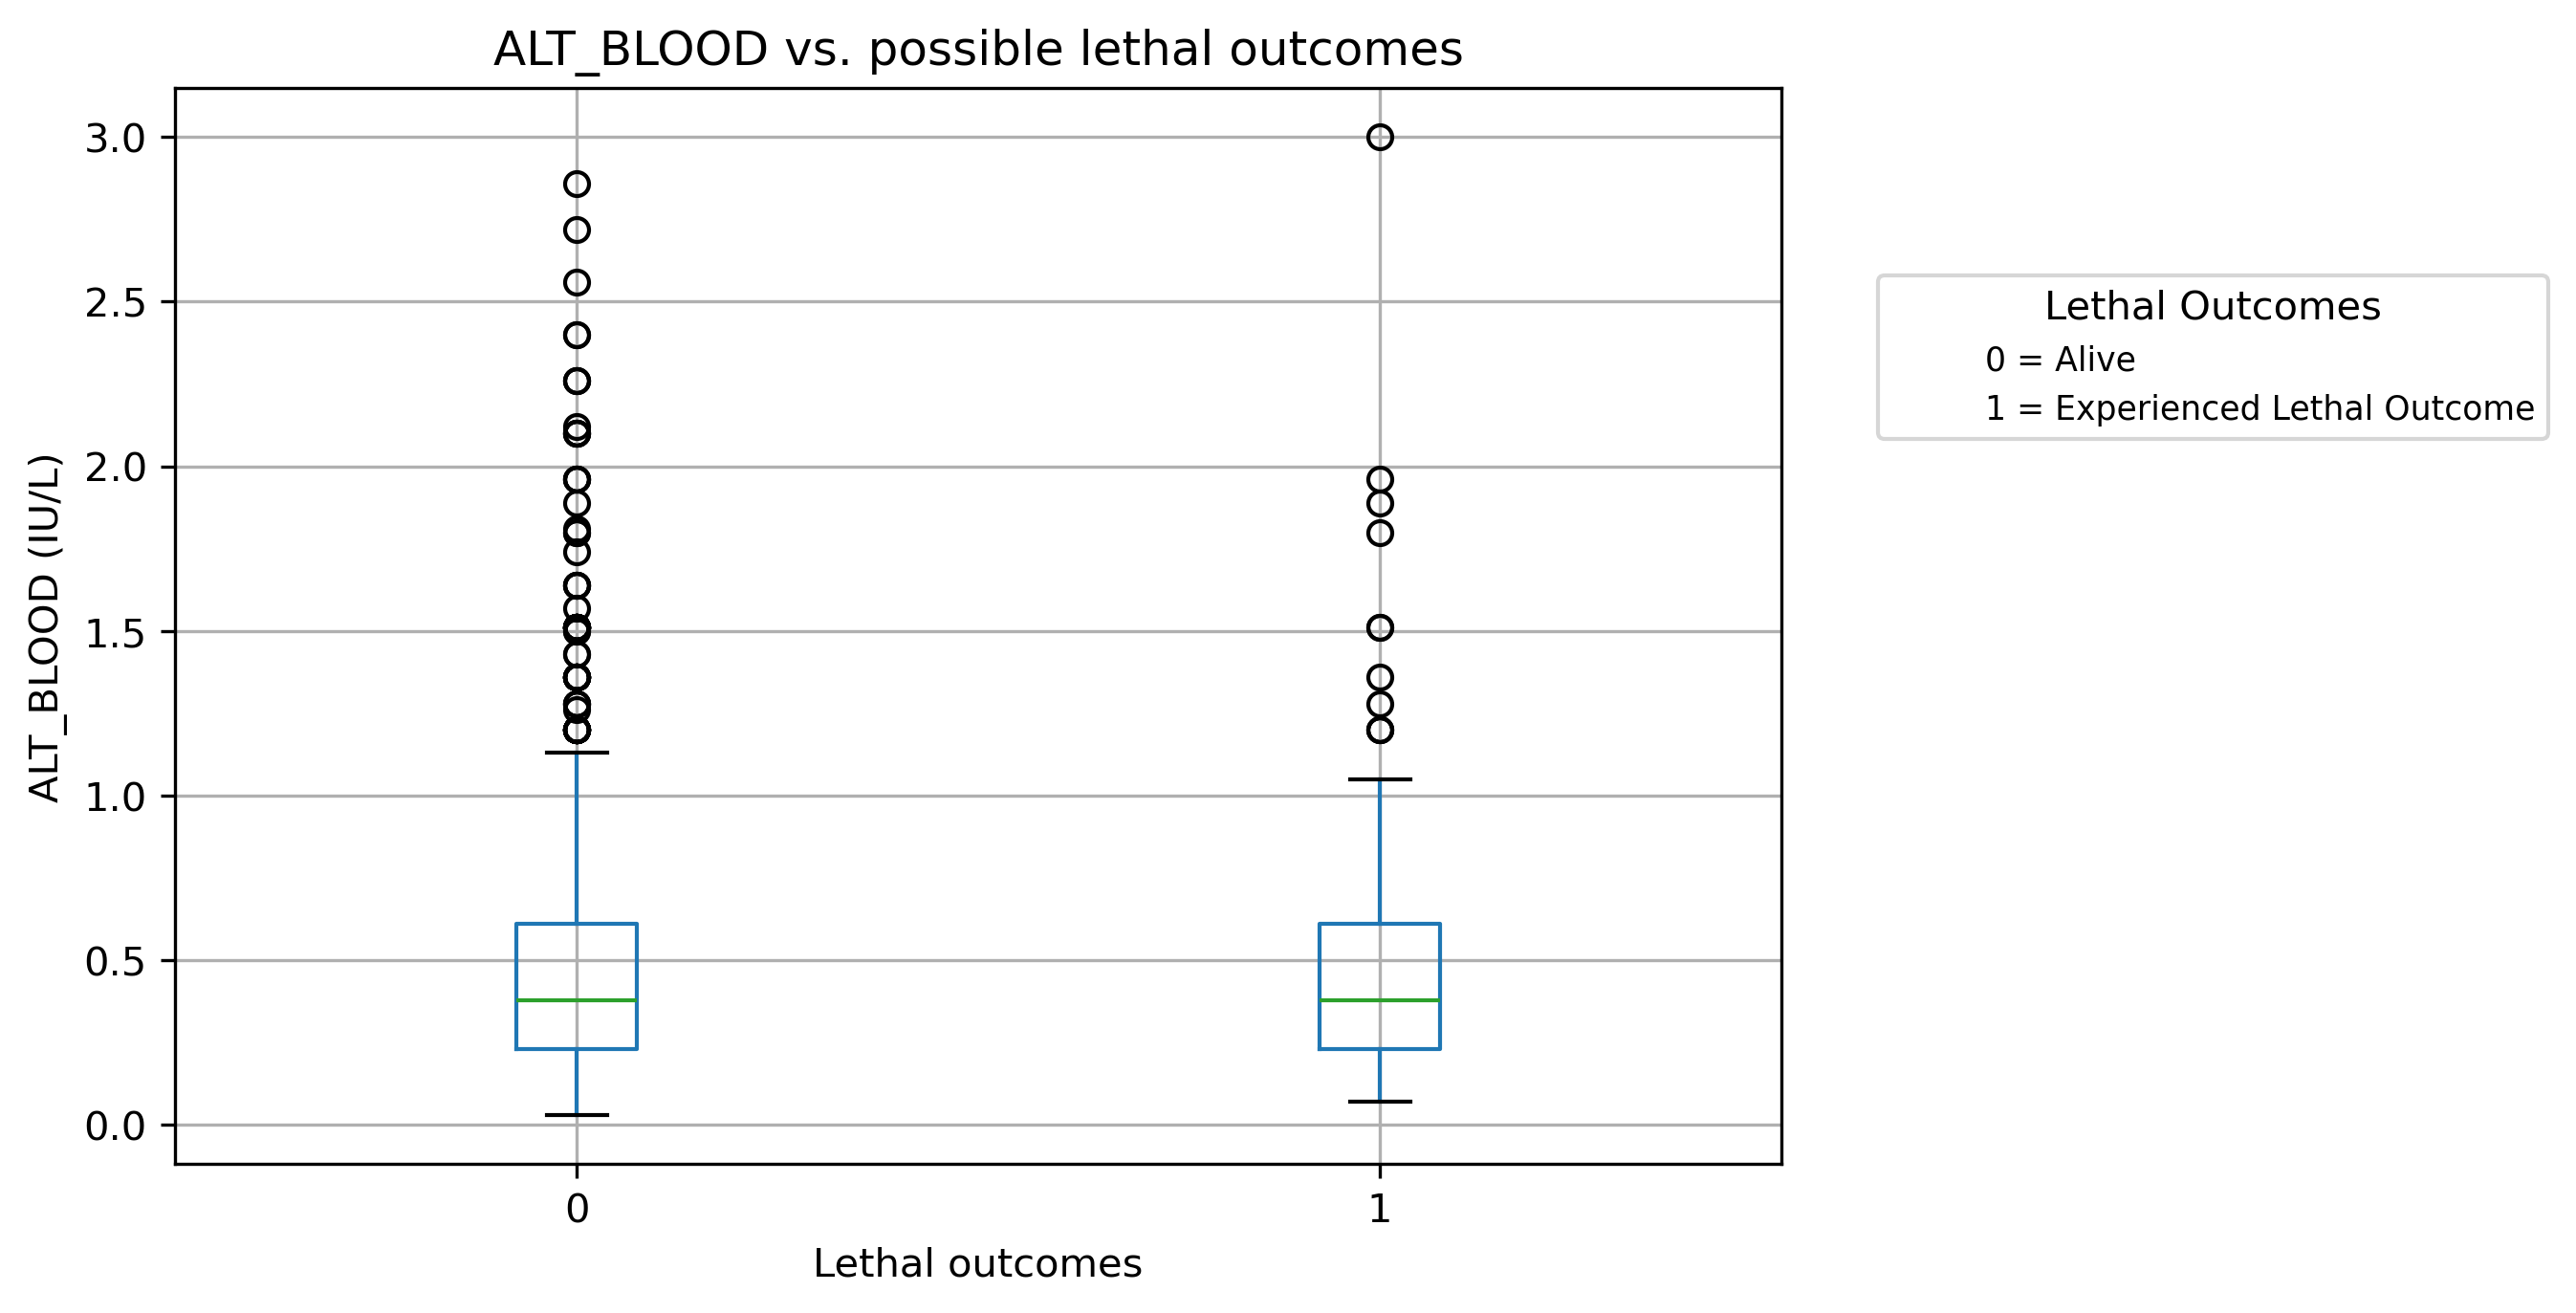 ALT_BLOOD vs. possible lethal outcomes
ALT_BLOOD (IU/L)
3.0
2.5
2.0
1.5
1.0
0.5
0.0
0
1
Lethal outcomes
Lethal Outcomes
0 = Alive
1 = Experienced Lethal Outcome